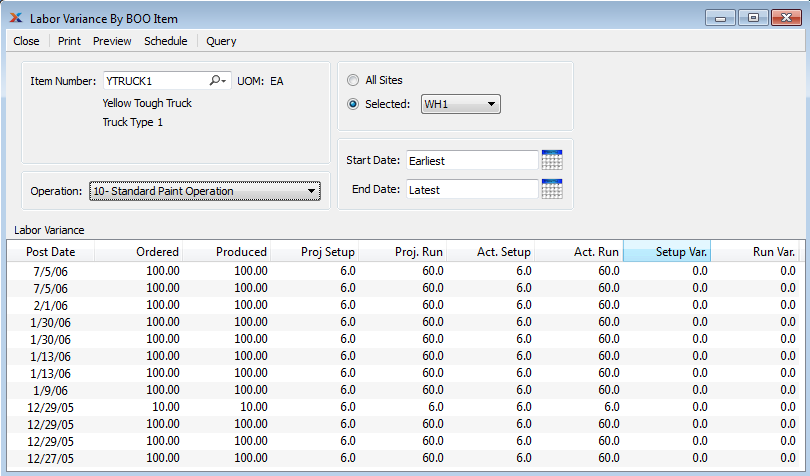 Labor Variance By BOO Item
Close Print Preview Schedule Query
Item Number: YTRUCK1 UOM: EA
Yellow Tough Truck
Truck Type 1
Operation: 10- Standard Paint Operation
All Sites
Selected: WH1
Start Date: Earliest
End Date: Latest
Labor Variance
Post Date Ordered Produced Proj Setup Proj. Run Act. Setup Act. Run Setup Var. Run Var.
7/5/06 100.00 100.00 6.0 60.0 6.0 60.0 0.0 0.0
7/5/06 100.00 100.00 6.0 60.0 6.0 60.0 0.0 0.0
2/1/06 100.00 100.00 6.0 60.0 6.0 60.0 0.0 0.0
1/30/06 100.00 100.00 6.0 60.0 6.0 60.0 0.0 0.0
1/30/06 100.00 100.00 6.0 60.0 6.0 60.0 0.0 0.0
1/13/06 100.00 100.00 6.0 60.0 6.0 60.0 0.0 0.0
1/13/06 100.00 100.00 6.0 60.0 6.0 60.0 0.0 0.0
1/9/06 100.00 100.00 6.0 60.0 6.0 60.0 0.0 0.0
12/29/05 10.00 10.00 6.0 6.0 6.0 6.0 0.0 0.0
12/29/05 100.00 100.00 6.0 60.0 6.0 60.0 0.0 0.0
12/29/05 100.00 100.00 6.0 60.0 6.0 60.0 0.0 0.0
12/27/05 100.00 100.00 6.0 60.0 6.0 60.0 0.0 0.0